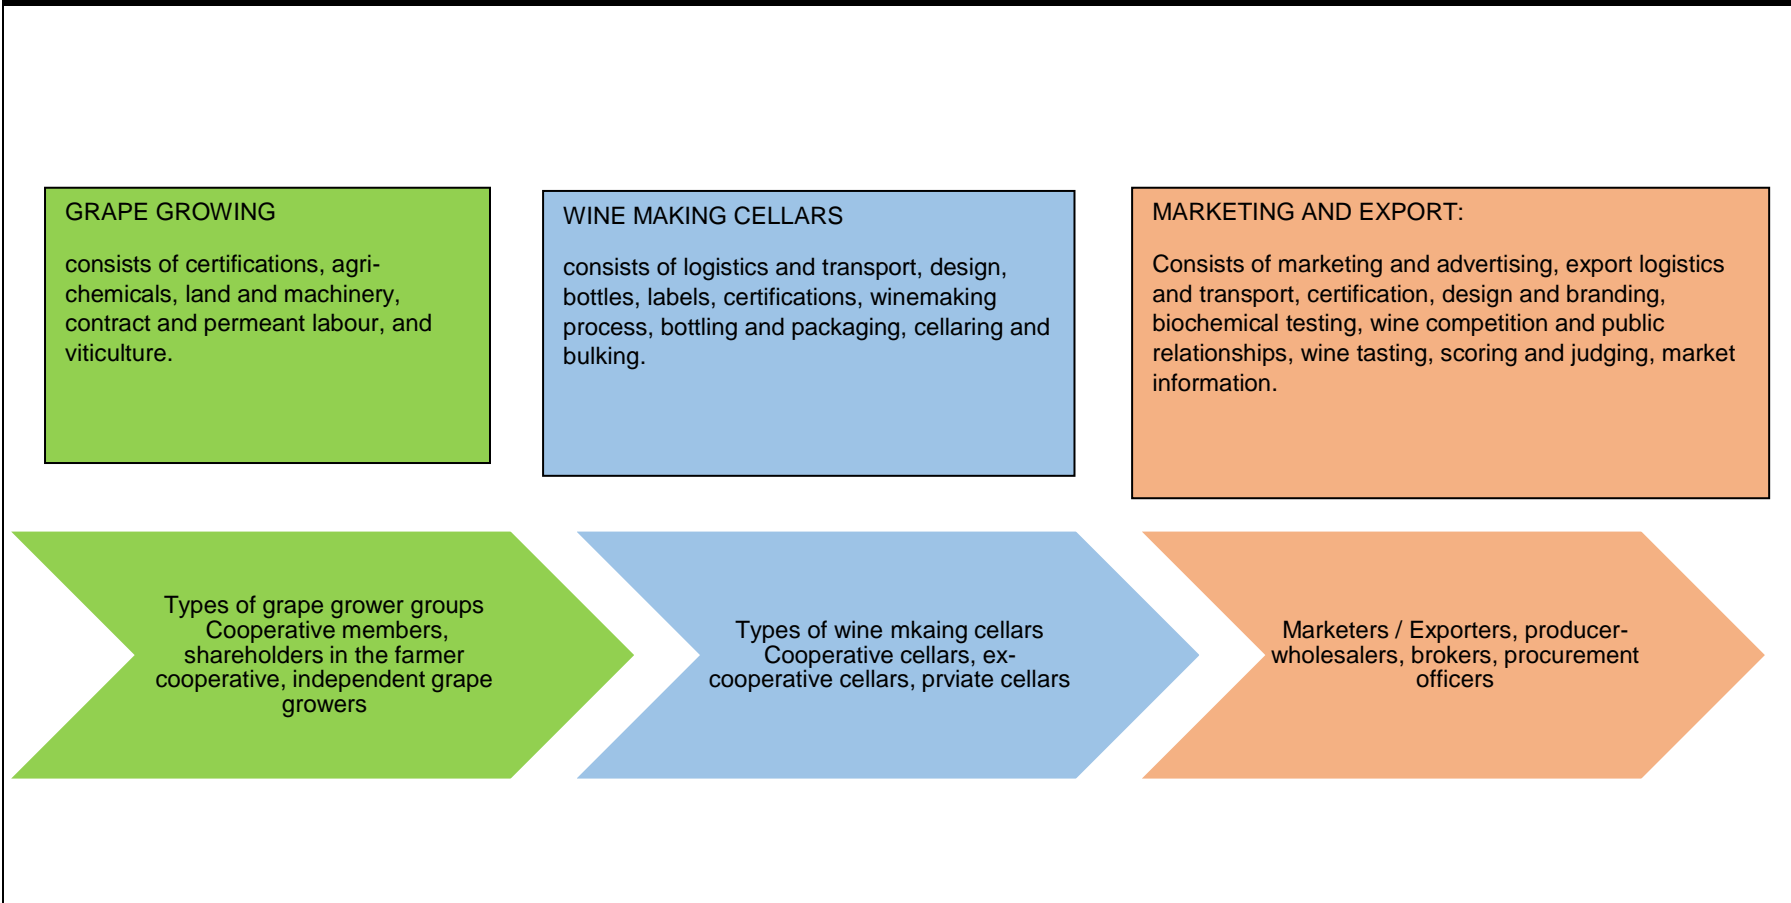 GRAPE GROWING
consists of certifications, agri-
chemicals, land and machinery,
contract and permeant labour, and
viticulture.
WINE MAKING CELLARS
consists of logistics and transport, design,
bottles, labels, certifications, winemaking
process, bottling and packaging, cellaring and
bulking.
MARKETING AND EXPORT:
Consists of marketing and advertising, export logistics
and transport, certification, design and branding,
biochemical testing, wine competition and public
relationships, wine tasting, scoring and judging, market
information.
Types of grape grower groups
Cooperative members,
shareholders in the farmer
cooperative, independent grape
growers
Types of wine mkaing cellars
Cooperative cellars, ex-
cooperative cellars, prviate cellars
Marketers / Exporters, producer-
wholesalers, brokers, procurement
officers